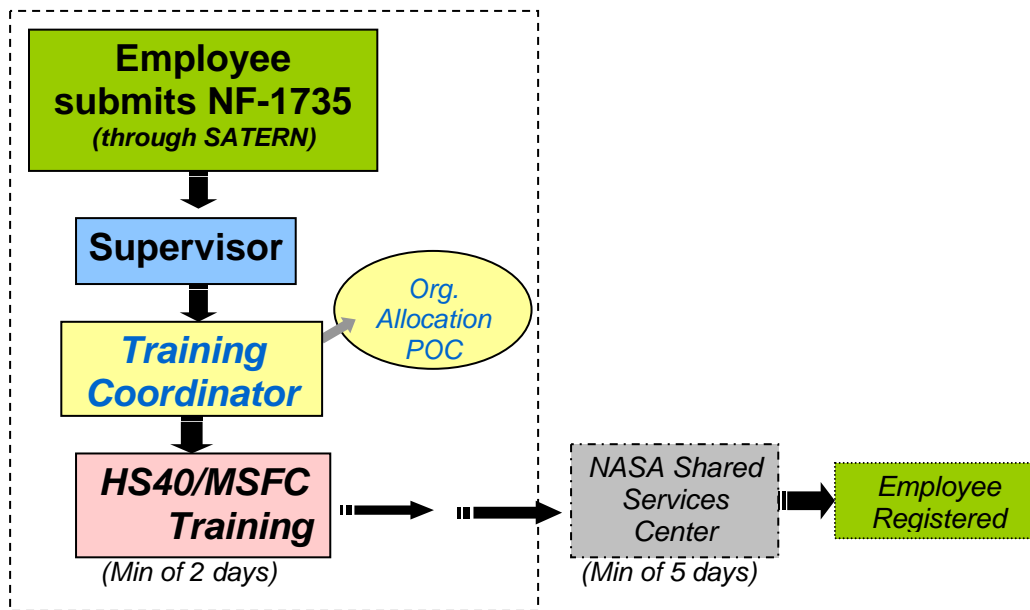 Employee
submits NF-1735
(through SATERN)
Supervisor
Org.
Allocation
POC
Training
Coordinator
HS40/MSFC
Training
(Min of 2 days)
NASA Shared
Services
Center
(Min of 5 days)
Employee
Registered